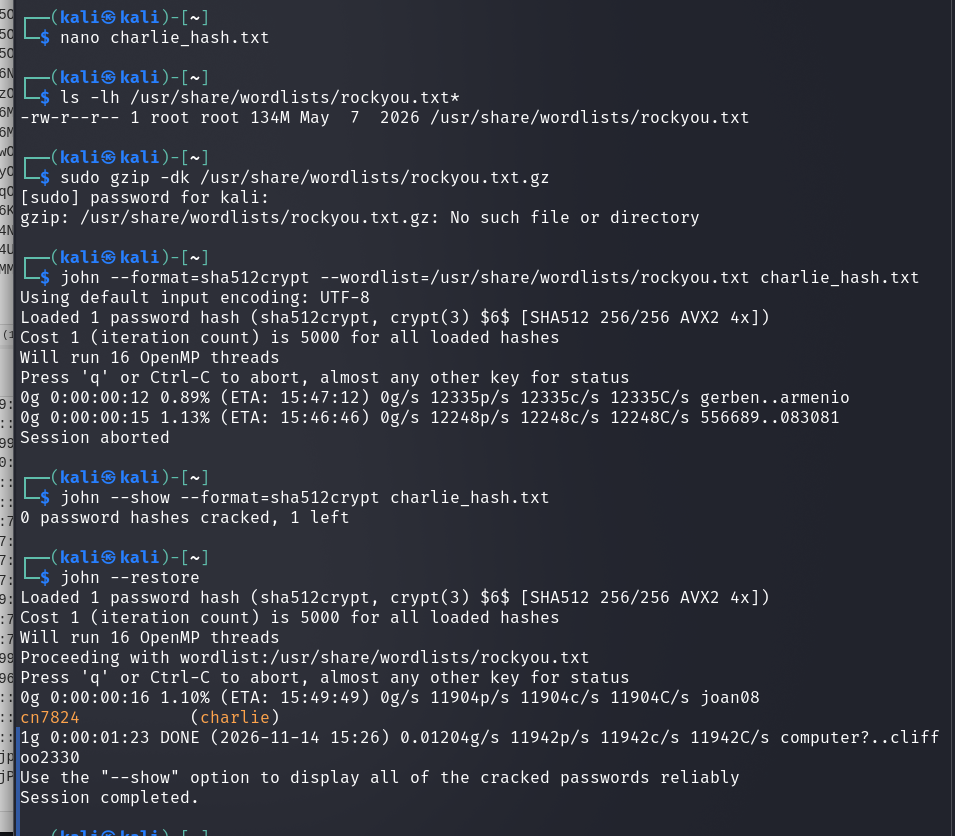 ┌──(kali㉿kali)-[~]
└─$ nano charlie_hash.txt
┌──(kali㉿kali)-[~]
└─$ ls -lh /usr/share/wordlists/rockyou.txt*
-rw-r--r-- 1 root root 134M May  7  2026 /usr/share/wordlists/rockyou.txt
┌──(kali㉿kali)-[~]
└─$ sudo gzip -dk /usr/share/wordlists/rockyou.txt.gz
[sudo] password for kali:
gzip: /usr/share/wordlists/rockyou.txt.gz: No such file or directory
┌──(kali㉿kali)-[~]
└─$ john --format=sha512crypt --wordlist=/usr/share/wordlists/rockyou.txt charlie_hash.txt
Using default input encoding: UTF-8
Loaded 1 password hash (sha512crypt, crypt(3) $6$ [SHA512 256/256 AVX2 4x])
Cost 1 (iteration count) is 5000 for all loaded hashes
Will run 16 OpenMP threads
Press 'q' or Ctrl-C to abort, almost any other key for status
0g 0:00:00:12 0.89% (ETA: 15:47:12) 0g/s 12335p/s 12335c/s 12335C/s gerben..armenio
0g 0:00:00:15 1.13% (ETA: 15:46:46) 0g/s 12248p/s 12248c/s 12248C/s 556689..083081
Session aborted
┌──(kali㉿kali)-[~]
└─$ john --show --format=sha512crypt charlie_hash.txt
0 password hashes cracked, 1 left
┌──(kali㉿kali)-[~]
└─$ john --restore
Loaded 1 password hash (sha512crypt, crypt(3) $6$ [SHA512 256/256 AVX2 4x])
Cost 1 (iteration count) is 5000 for all loaded hashes
Will run 16 OpenMP threads
Proceeding with wordlist:/usr/share/wordlists/rockyou.txt
Press 'q' or Ctrl-C to abort, almost any other key for status
0g 0:00:00:16 1.10% (ETA: 15:49:49) 0g/s 11904p/s 11904c/s 11904C/s joan08
cn7824           (charlie)
1g 0:00:01:23 DONE (2026-11-14 15:26) 0.01204g/s 11942p/s 11942c/s 11942C/s computer?..cliff
oo2330
Use the "--show" option to display all of the cracked passwords reliably
Session completed.